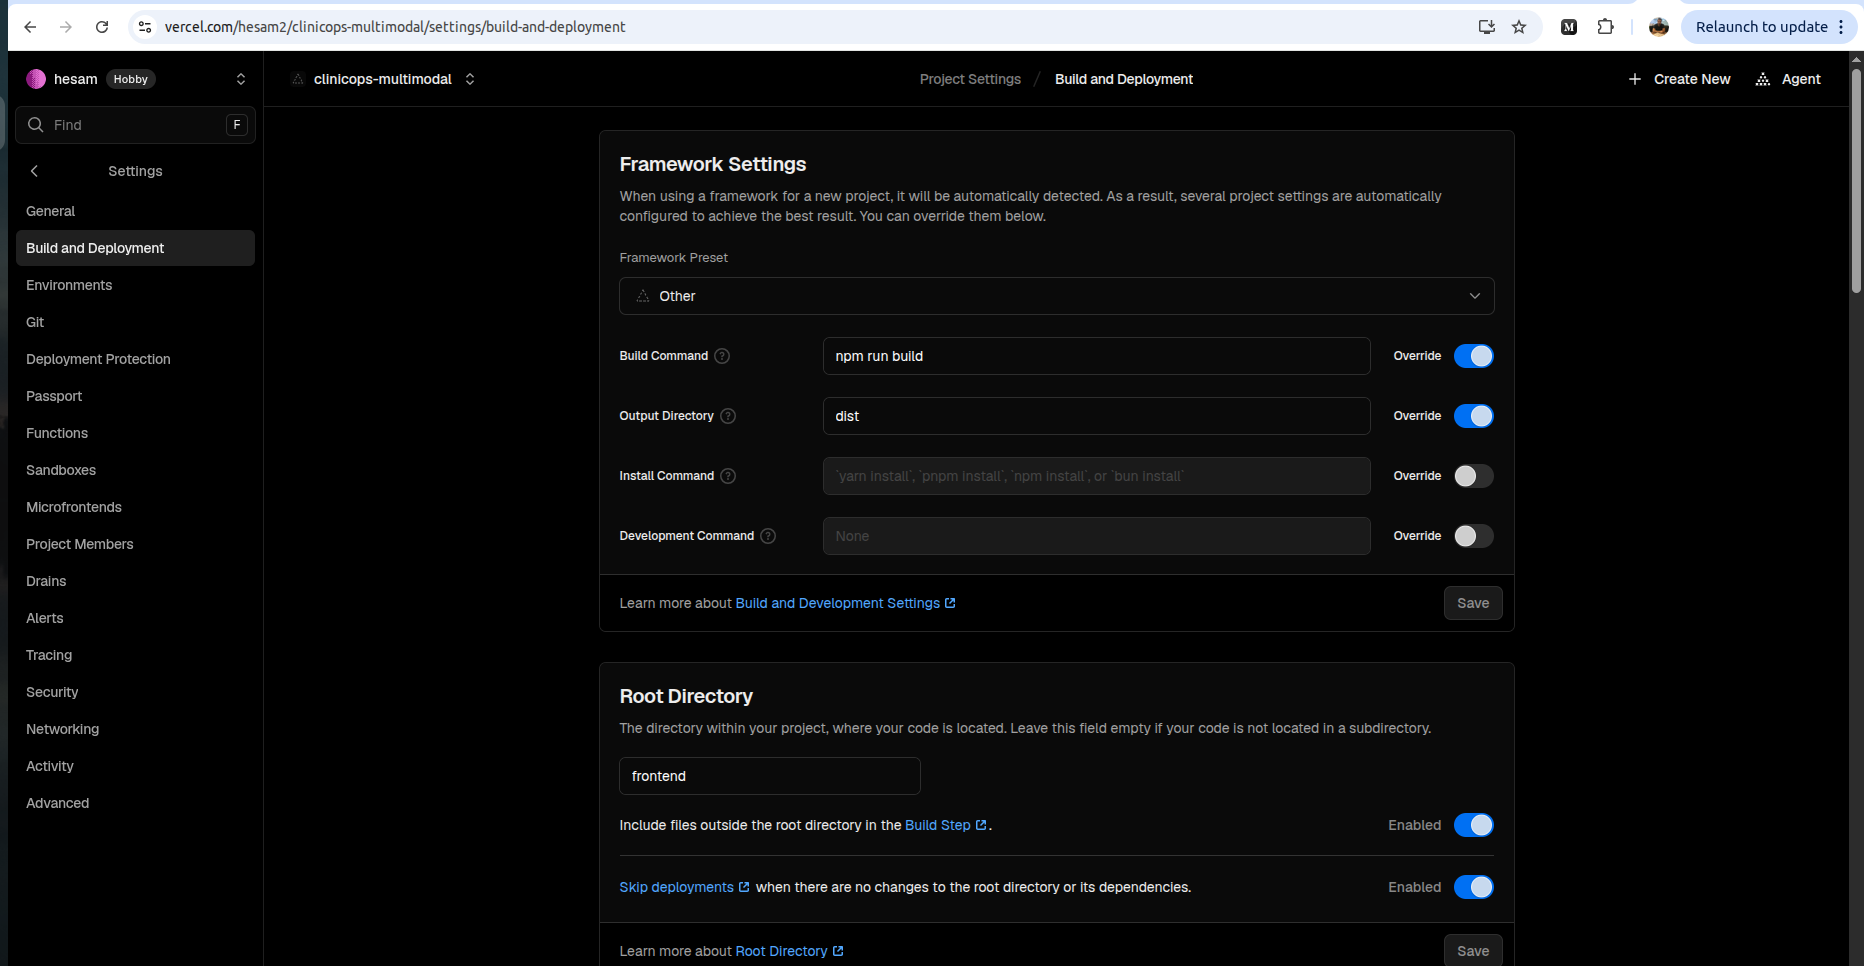 vercel.com/hesam2/clinicops-multimodal/settings/build-and-deployment
M
Relaunch to update
hesam Hobby
clinicops-multimodal
Project Settings / Build and Deployment
Create New
Agent
Find F
Settings
General
Build and Deployment
Environments
Git
Deployment Protection
Passport
Functions
Sandboxes
Microfrontends
Project Members
Drains
Alerts
Tracing
Security
Networking
Activity
Advanced
Framework Settings
When using a framework for a new project, it will be automatically detected. As a result, several project settings are automatically
configured to achieve the best result. You can override them below.
Framework Preset
Other
Build Command ? npm run build Override
Output Directory ? dist Override
Install Command ? `yarn install`, `pnpm install`, `npm install`, or `bun install` Override
Development Command ? None Override
Learn more about Build and Development Settings
Save
Root Directory
The directory within your project, where your code is located. Leave this field empty if your code is not located in a subdirectory.
frontend
Include files outside the root directory in the Build Step. Enabled
Skip deployments when there are no changes to the root directory or its dependencies. Enabled
Learn more about Root Directory
Save